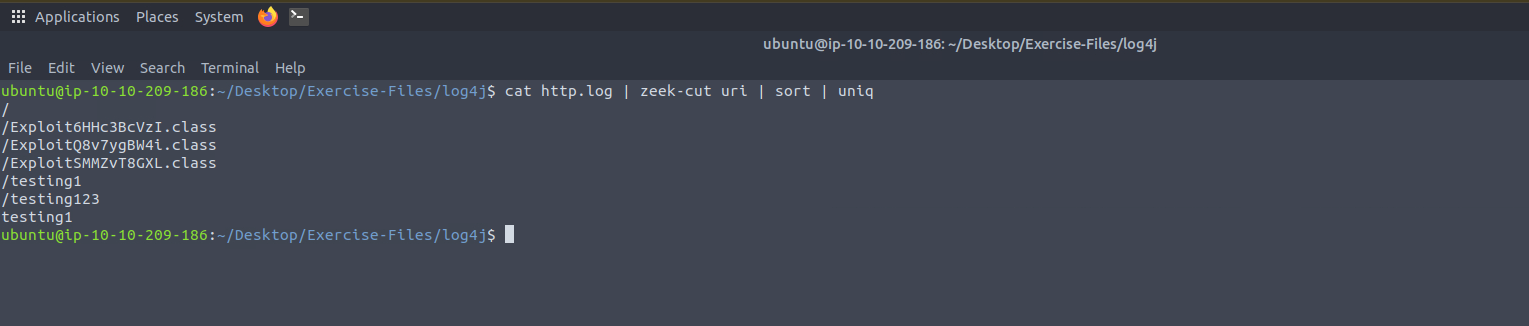 Applications Places System
ubuntu@ip-10-10-209-186: ~/Desktop/Exercise-Files/log4j
File Edit View Search Terminal Help
ubuntu@ip-10-10-209-186:~/Desktop/Exercise-Files/log4j$ cat http.log | zeek-cut uri | sort | uniq
/
/Exploit6HHc3BcVzI.class
/ExploitQ8v7ygBW4i.class
/ExploitSMMZvT8GXL.class
/testing1
/testing123
testing1
ubuntu@ip-10-10-209-186:~/Desktop/Exercise-Files/log4j$